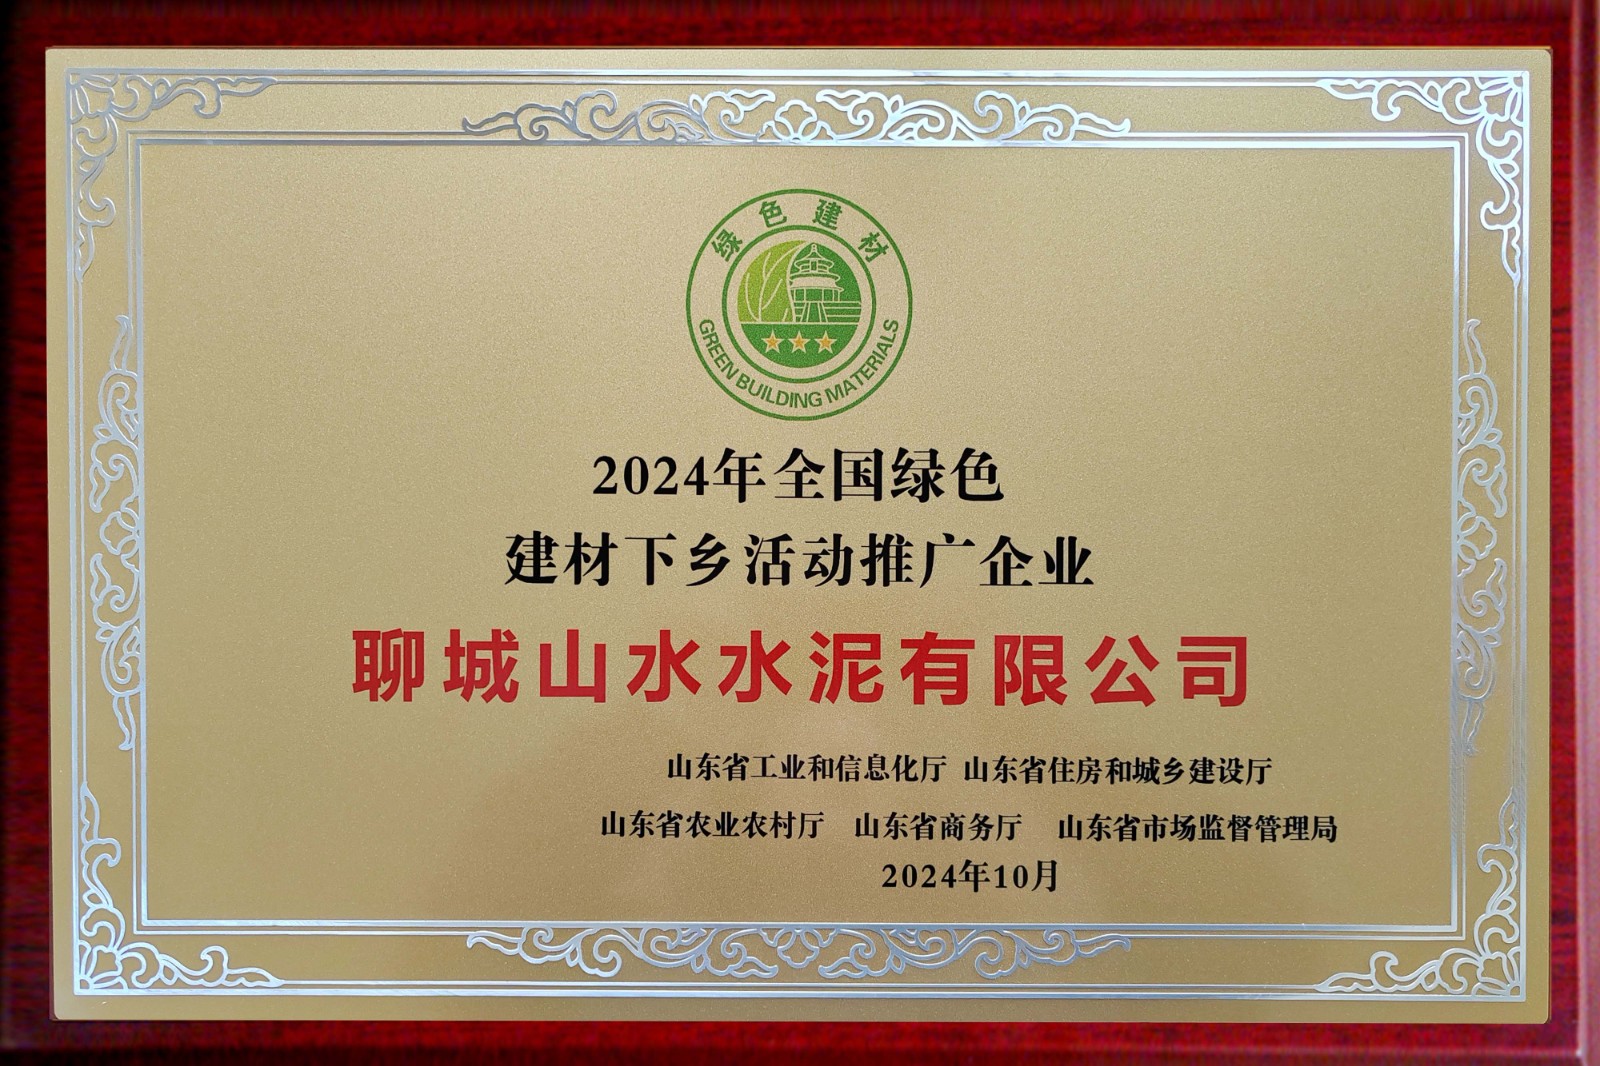 绿色建材
GREEN BUILDING MATERIALS
2024年全国绿色
建材下乡活动推广企业
聊城山水水泥有限公司
山东省工业和信息化厅 山东省住房和城乡建设厅
山东省农业农村厅 山东省商务厅 山东省市场监督管理局
2024年10月